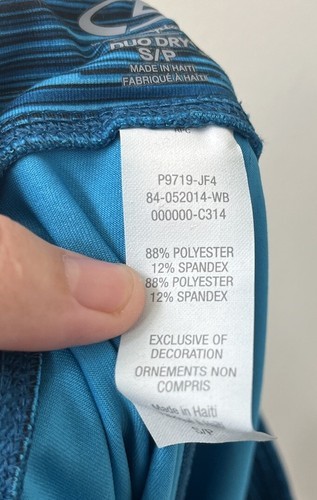 DUO DRY
S/P
MADE IN HAITI
FABRIQUÉ À HAÏTI
RFC
P9719-JF4
84-052014-WB
000000-C314
88% POLYESTER
12% SPANDEX
88% POLYESTER
12% SPANDEX
EXCLUSIVE OF
DECORATION
ORNEMENTS NON
COMPRIS
Made in Haiti
S/P